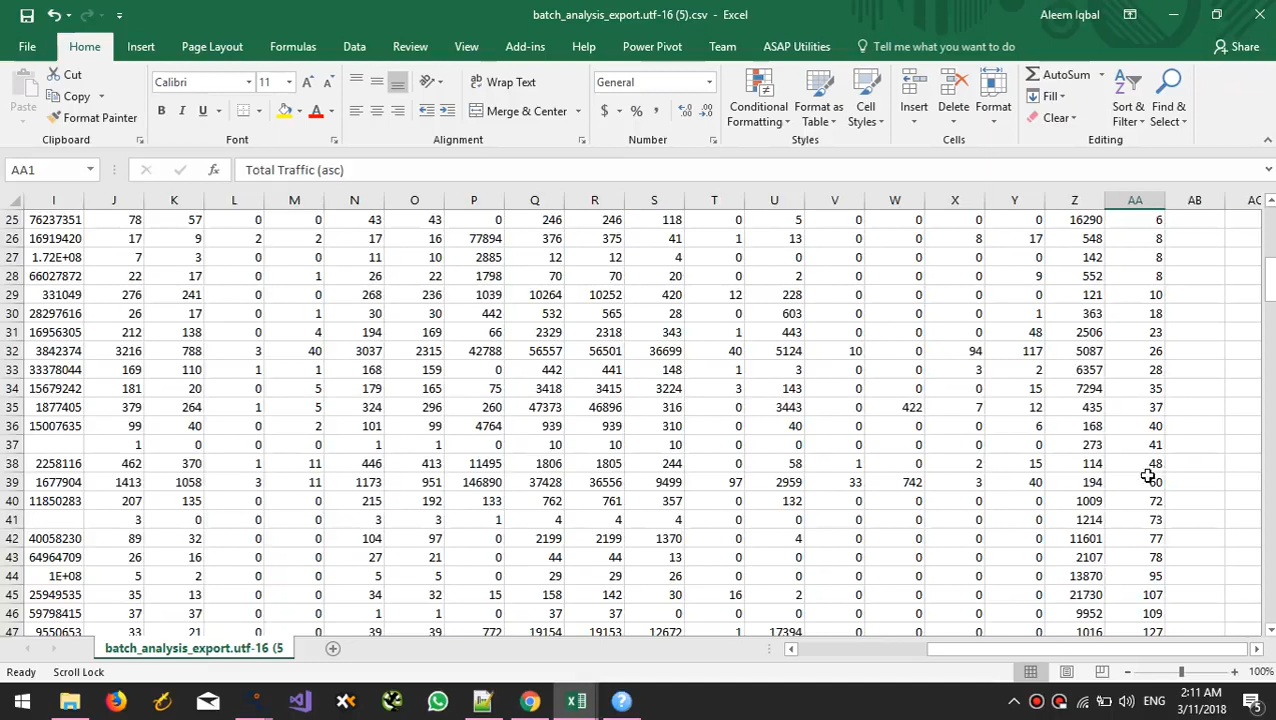 batch_analysis_export.utf-16 (5).csv - Excel
Aleem Iqbal
File Home Insert Page Layout Formulas Data Review View Add-ins Help Power Pivot Team ASAP Utilities Tell me what you want to do Share
Paste Cut Copy Format Painter
Calibri 11
B I U A
Wrap Text
Merge & Center
General
$ % ,
Conditional Formatting Format as Table Cell Styles
Insert Delete Format
AutoSum Fill Clear
Sort & Filter Find & Select
Clipboard Font Alignment Number Styles Cells Editing
AA1 fx Total Traffic (asc)
I J K L M N O P Q R S T U V W X Y Z AA AB AC
25 76237351 78 57 0 0 43 43 0 246 246 118 0 5 0 0 0 0 16290 6
26 16919420 17 9 2 2 17 16 77894 376 375 41 1 13 0 0 8 17 548 8
27 1.72E+08 7 3 0 0 11 10 2885 12 12 4 0 0 0 0 0 0 142 8
28 66027872 22 17 0 1 26 22 1798 70 70 20 0 2 0 0 0 9 552 8
29 331049 276 241 0 0 268 236 1039 10264 10252 420 12 228 0 0 0 0 121 10
30 28297616 26 17 0 1 30 30 442 532 565 28 0 603 0 0 0 1 363 18
31 16956305 212 138 0 4 194 169 66 2329 2318 343 1 443 0 0 0 48 2506 23
32 3842374 3216 788 3 40 3037 2315 42788 56557 56501 36699 40 5124 10 0 94 117 5087 26
33 33378044 169 110 1 1 168 159 0 442 441 148 1 3 0 0 3 2 6357 28
34 15679242 181 20 0 5 179 165 75 3418 3415 3224 3 143 0 0 0 15 7294 35
35 1877405 379 264 1 5 324 296 260 47373 46896 316 0 3443 0 422 7 12 435 37
36 15007635 99 40 0 2 101 99 4764 939 939 310 0 40 0 0 0 6 168 40
37 1 0 0 0 1 1 0 10 10 10 0 0 0 0 0 0 273 41
38 2258116 462 370 1 11 446 413 11495 1806 1805 244 0 58 1 0 2 15 114 48
39 1677904 1413 1058 3 11 1173 951 146890 37428 36556 9499 97 2959 33 742 3 40 194 60
40 11850283 207 135 0 0 215 192 133 762 761 357 0 132 0 0 0 0 1009 72
41 3 0 0 0 3 3 1 4 4 4 0 0 0 0 0 0 1214 73
42 40058230 89 32 0 0 104 97 0 2199 2199 1370 0 4 0 0 0 0 11601 77
43 64964709 26 16 0 0 27 21 0 44 44 13 0 0 0 0 0 0 2107 78
44 1E+08 5 2 0 0 5 5 0 29 29 26 0 0 0 0 0 0 13870 95
45 25949535 35 13 0 0 34 32 15 158 142 30 16 2 0 0 0 0 21730 107
46 59798415 37 37 0 0 1 1 0 37 37 0 0 0 0 0 0 0 9952 109
47 9550653 33 21 0 0 39 39 772 19154 19153 12672 1 17394 0 0 0 0 1016 127
batch_analysis_export.utf-16 (5
Ready Scroll Lock 100%
ENG 2:11 AM
3/11/2018 5